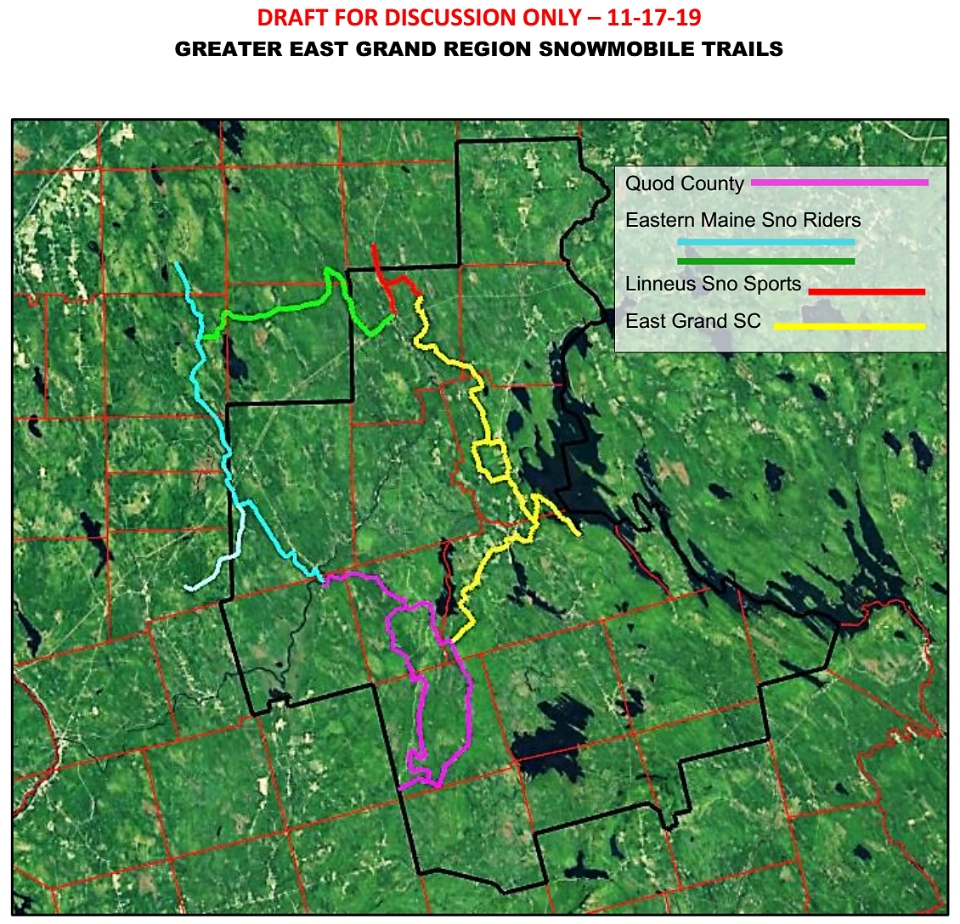 DRAFT FOR DISCUSSION ONLY – 11-17-19
GREATER EAST GRAND REGION SNOWMOBILE TRAILS
Quod County
Eastern Maine Sno Riders
Linneus Sno Sports
East Grand SC